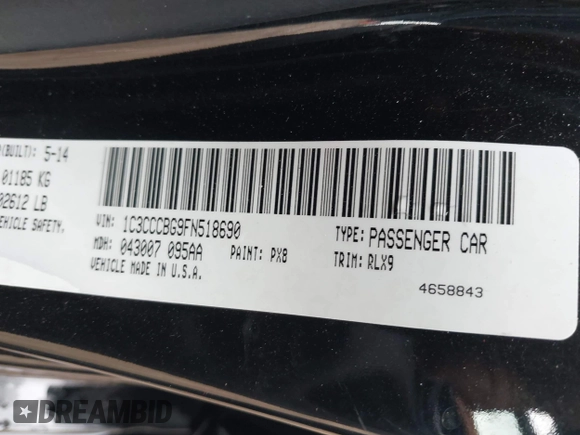 (BUILT): 5-14
01185 KG
02612 LB
VEHICLE SAFETY.
VIN: 1C3CCCBG9FN518690 TYPE: PASSENGER CAR
MDH: 043007 095AA PAINT: PX8 TRIM: RLX9
VEHICLE MADE IN U.S.A.
4658843
DREAMBID